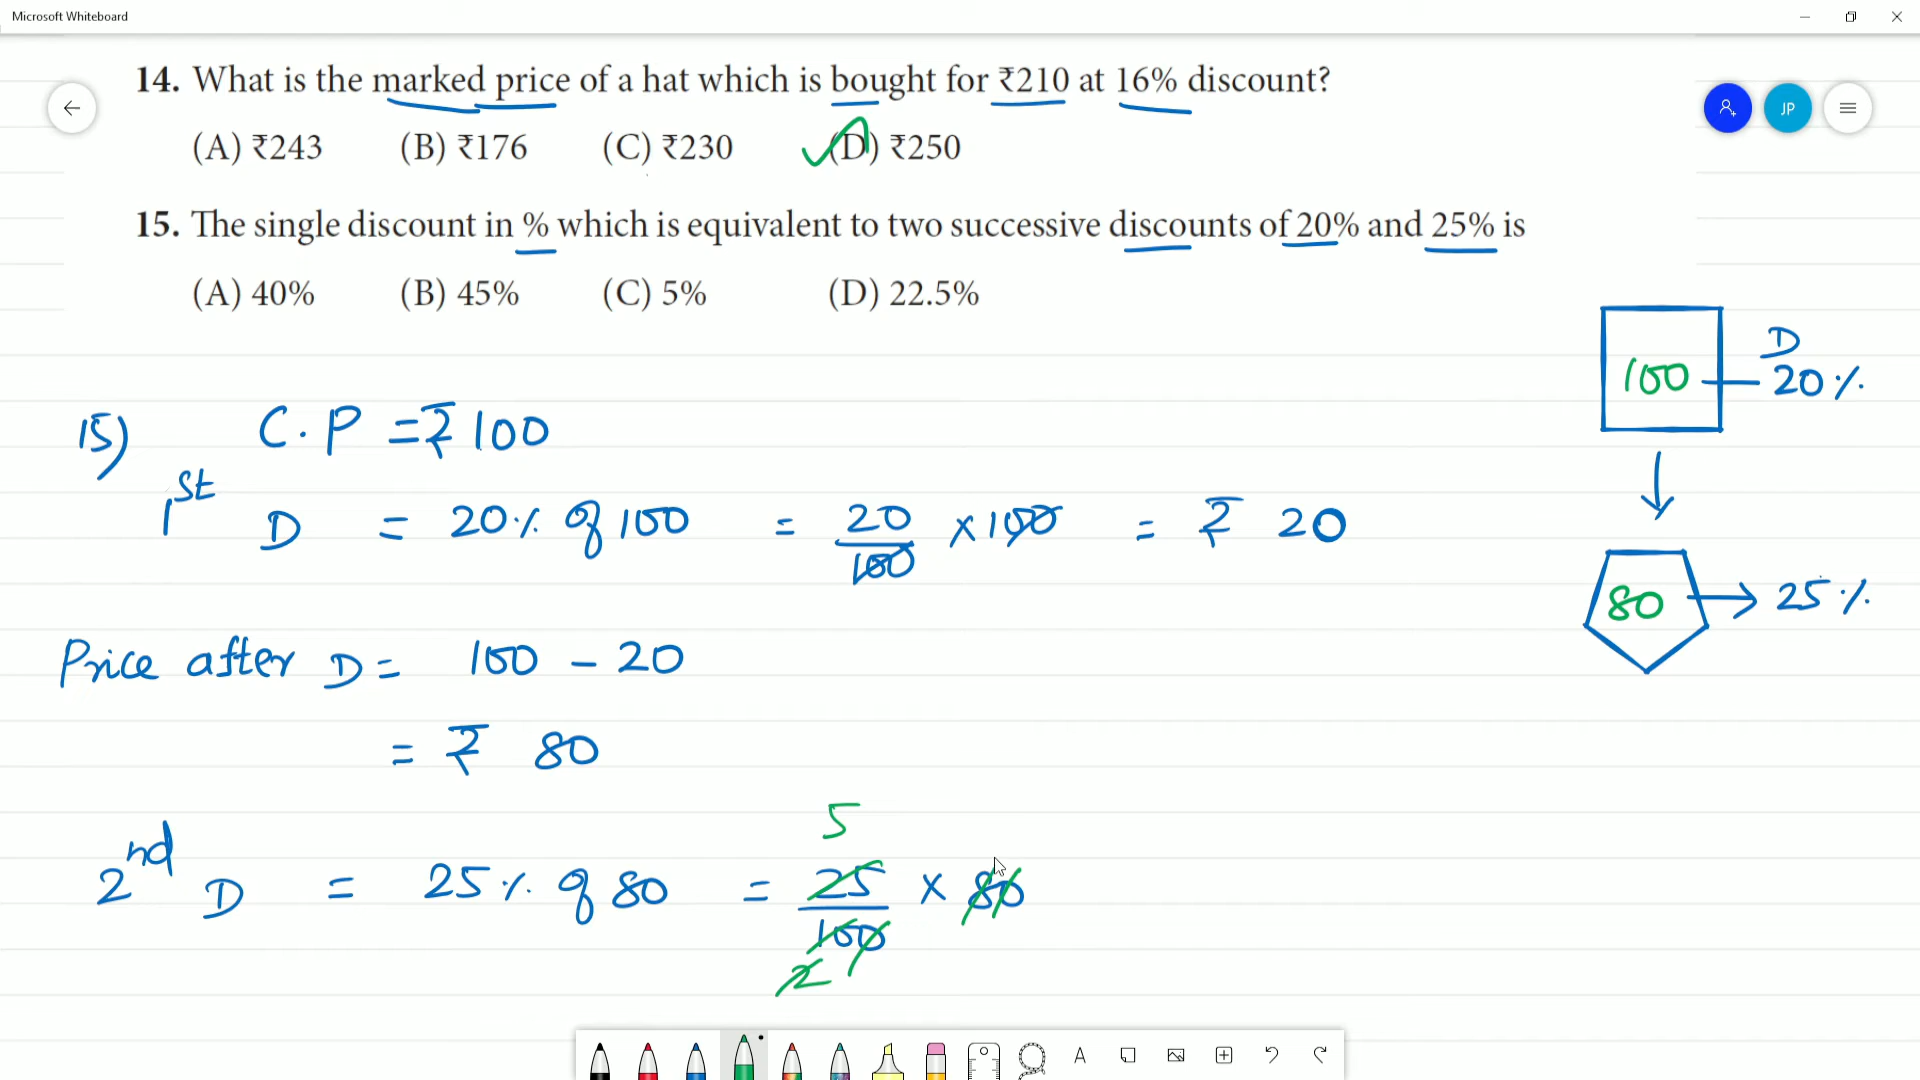 Microsoft Whiteboard
14. What is the marked price of a hat which is bought for ₹210 at 16% discount?
(A) ₹243 (B) ₹176 (C) ₹230 (D) ₹250
JP
15. The single discount in % which is equivalent to two successive discounts of 20% and 25% is
(A) 40% (B) 45% (C) 5% (D) 22.5%
100 D 20%
15) C.P = ₹ 100
1st D = 20% of 100 = 20/100 × 100 = ₹ 20
80 25%
Price after D = 100 - 20
= ₹ 80
5
2nd D = 25% of 80 = 25/100 × 80
2
A